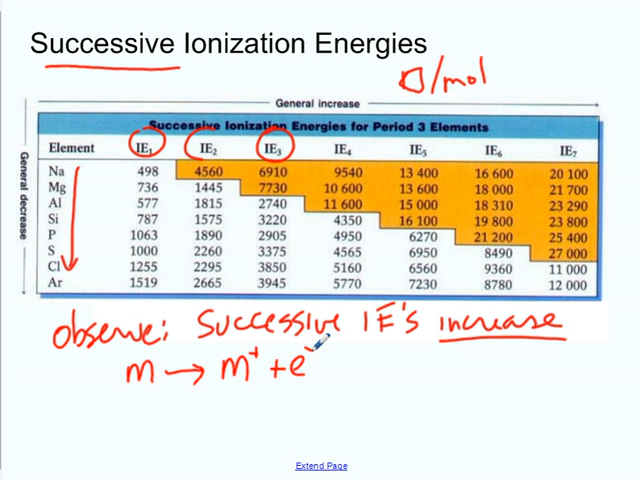 Successive Ionization Energies
/mol
General increase
Successive Ionization Energies for Period 3 Elements
Element IE1 IE2 IE3 IE4 IE5 IE6 IE7
Na 498 4560 6910 9540 13 400 16 600 20 100
Mg 736 1445 7730 10 600 13 600 18 000 21 700
Al 577 1815 2740 11 600 15 000 18 310 23 290
Si 787 1575 3220 4350 16 100 19 800 23 800
P 1063 1890 2905 4950 6270 21 200 25 400
S 1000 2260 3375 4565 6950 8490 27 000
Cl 1255 2295 3850 5160 6560 9360 11 000
Ar 1519 2665 3945 5770 7230 8780 12 000
General decrease
observe: successive IE's increase
m → m+ + e-
Extend Page